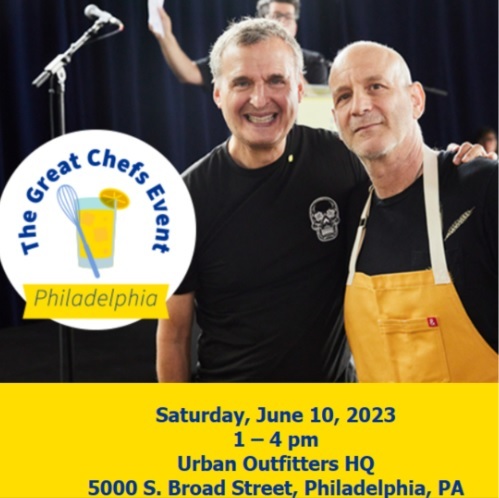 The Great Chefs Event
Philadelphia
Saturday, June 10, 2023
1 – 4 pm
Urban Outfitters HQ
5000 S. Broad Street, Philadelphia, PA